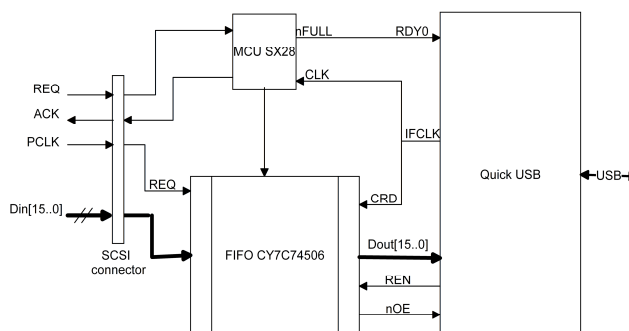 nFULL
RDY0
MCU SX28
CLK
REQ
ACK
IFCLK
PCLK
Quick USB
USB
REQ
CRD
Din[15..0]
Dout[15..0]
SCSI
connector
FIFO CY7C74506
REN
nOE